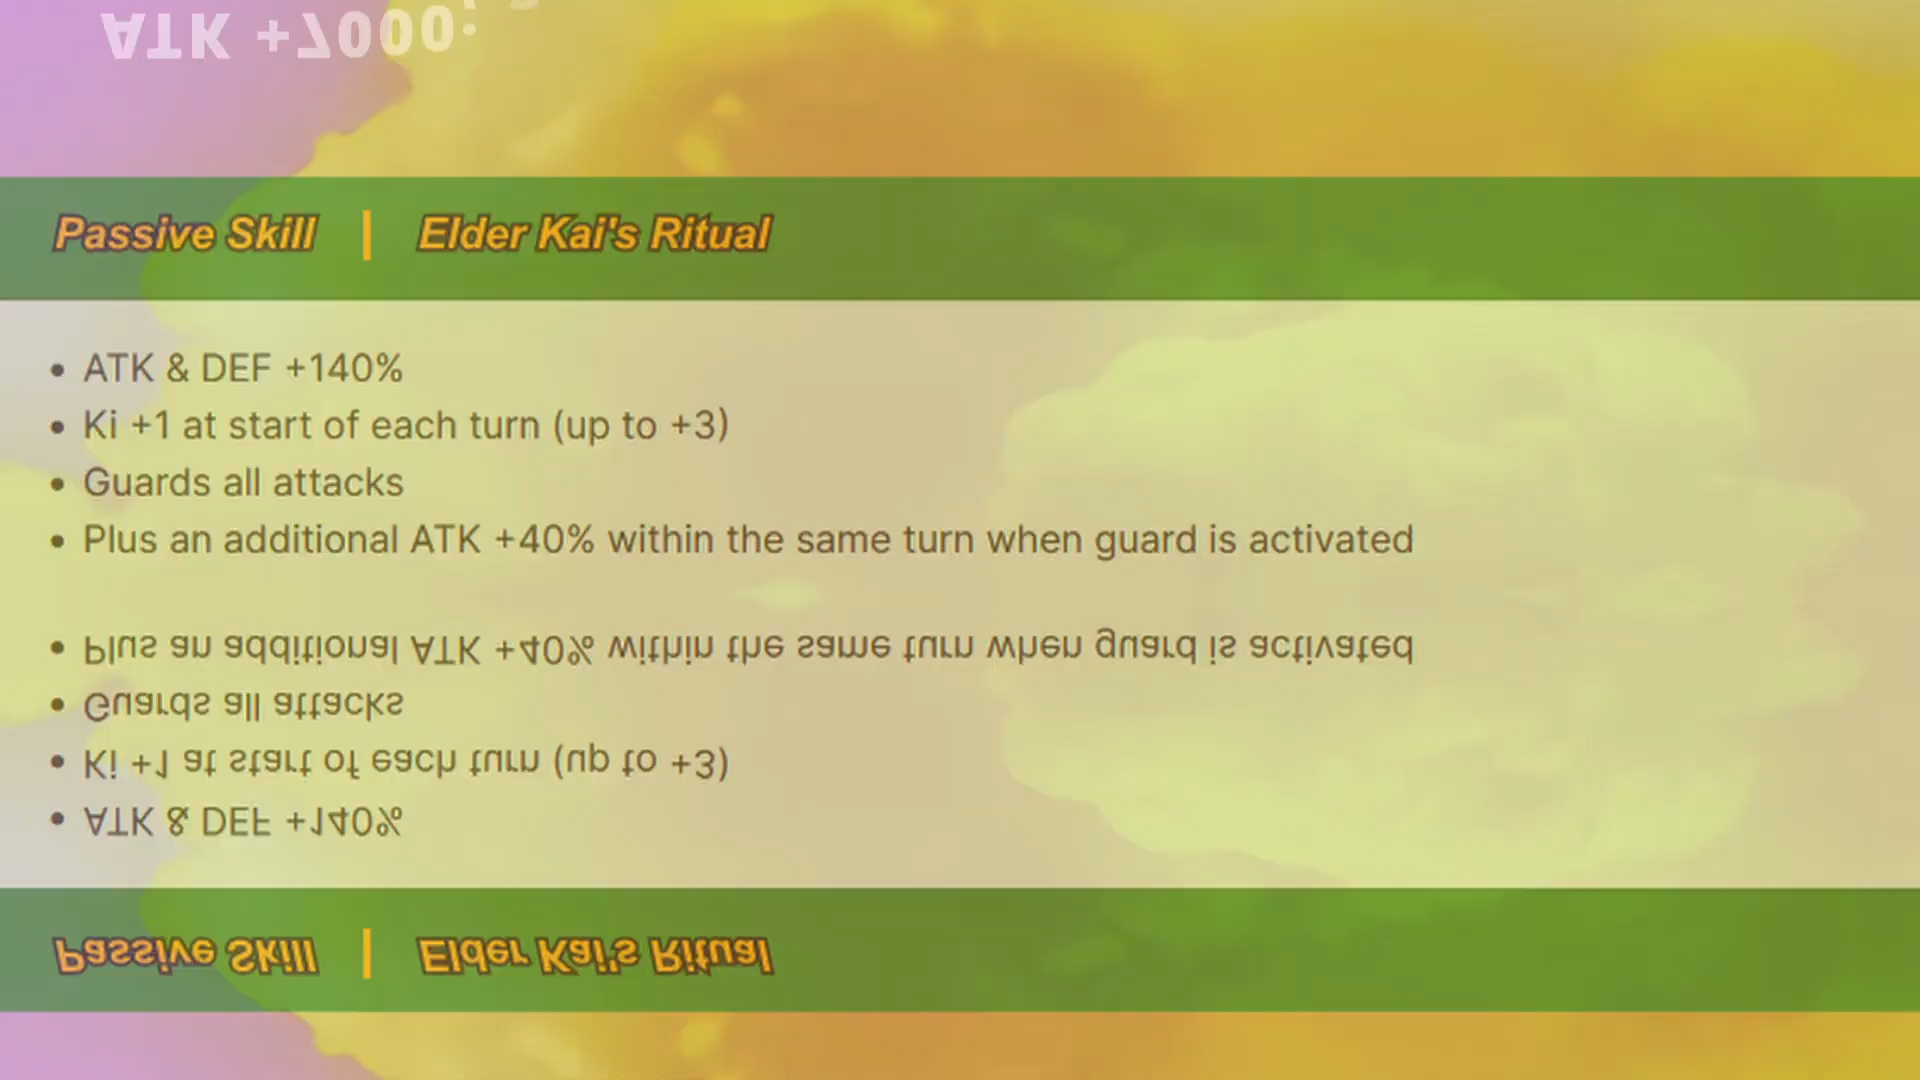 ATK +7000;
Passive Skill | Elder Kai's Ritual
• ATK & DEF +140%
• Ki +1 at start of each turn (up to +3)
• Guards all attacks
• Plus an additional ATK +40% within the same turn when guard is activated
• Plus an additional ATK +40% within the same turn when guard is activated
• Guards all attacks
• Ki +1 at start of each turn (up to +3)
• ATK & DEF +140%
Passive Skill | Elder Kai's Ritual